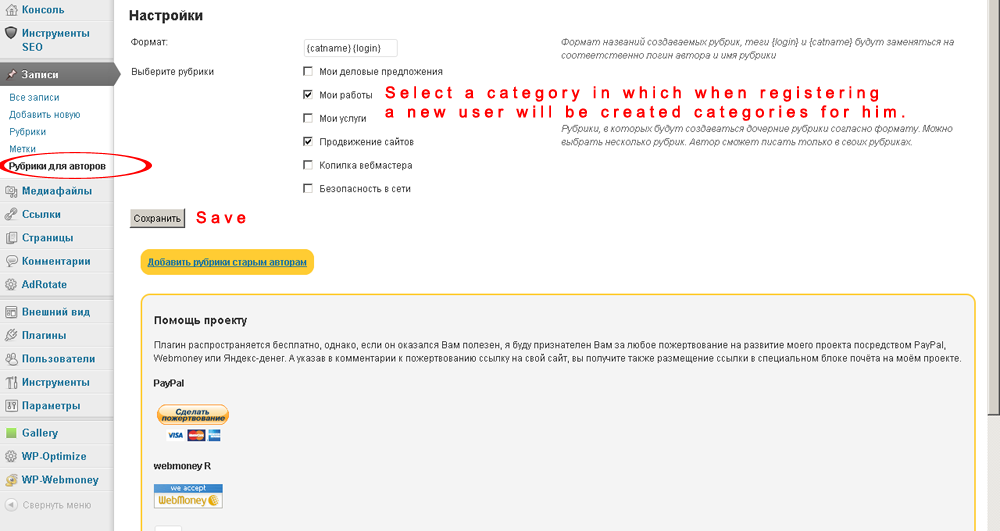 Консоль
Инструменты
SEO
Записи
Все записи
Добавить новую
Рубрики
Метки
Рубрики для авторов
Медиафайлы
Ссылки
Страницы
Комментарии
AdRotate
Внешний вид
Плагины
Пользователи
Инструменты
Параметры
Gallery
WP-Optimize
WP-Webmoney
Свернуть меню
Настройки
Формат:
{catname} {login}
Формат названий создаваемых рубрик, теги {login} и {catname} будут заменяться на
соответственно логин автора и имя рубрики
Выберите рубрики
Мои деловые предложения
Мои работы
Мои услуги
Продвижение сайтов
Копилка вебмастера
Безопасность в сети
Select a category in which when registering
a new user will be created categories for him.
Рубрики, в которых будут создаваться дочерние рубрики согласно формату. Можно
выбрать несколько рубрик. Автор сможет писать только в своих рубриках.
Сохранить
Save
Добавить рубрики старым авторам
Помощь проекту
Плагин распространяется бесплатно, однако, если он оказался Вам полезен, я буду признателен Вам за любое пожертвование на развитие моего проекта посредством PayPal,
Webmoney или Яндекс-денег. А указав в комментарии к пожертвованию ссылку на свой сайт, вы получите также размещение ссылки в специальном блоке почёта на моём проекте.
PayPal
Сделать
пожертвование
VISA
webmoney R
we accept
WebMoney